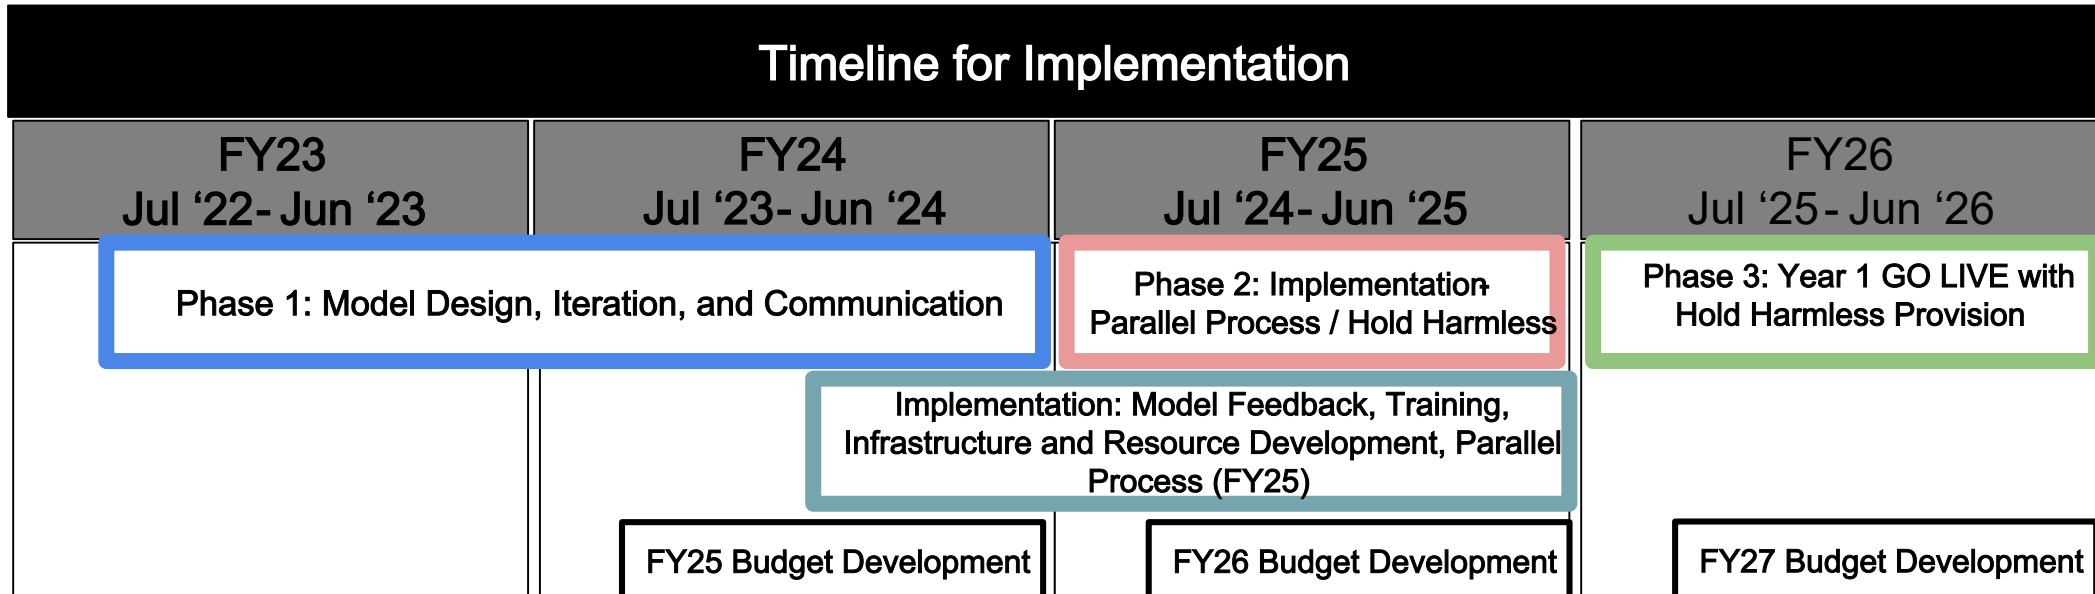 Timeline for Implementation
FY23
Jul ‘22- Jun ‘23
FY24
Jul ‘23- Jun ‘24
FY25
Jul ‘24- Jun ‘25
FY26
Jul ‘25- Jun ‘26
Phase 1: Model Design, Iteration, and Communication
Phase 2: Implementation-
Parallel Process / Hold Harmless
Phase 3: Year 1 GO LIVE with
Hold Harmless Provision
Implementation: Model Feedback, Training,
Infrastructure and Resource Development, Parallel
Process (FY25)
FY25 Budget Development
FY26 Budget Development
FY27 Budget Development